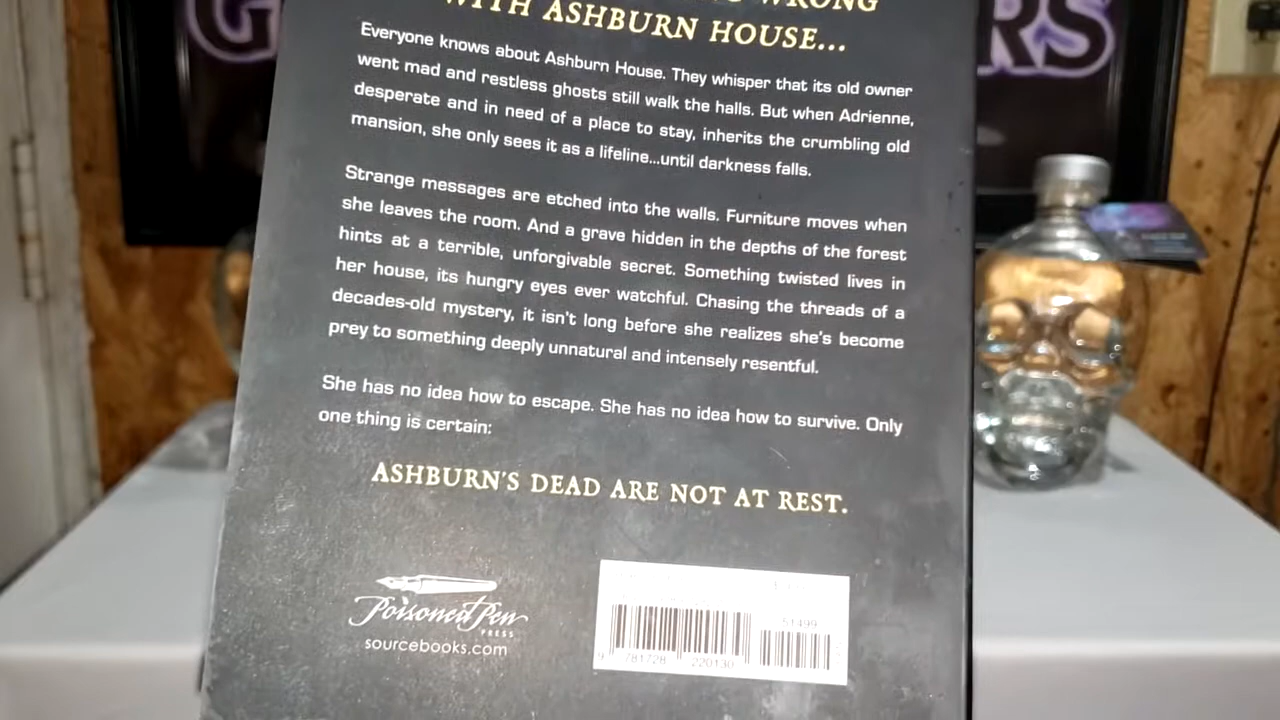 WRONG
WITH ASHBURN HOUSE...
Everyone knows about Ashburn House. They whisper that its old owner
went mad and restless ghosts still walk the halls. But when Adrienne,
desperate and in need of a place to stay, inherits the crumbling old
mansion, she only sees it as a lifeline...until darkness falls.
Strange messages are etched into the walls. Furniture moves when
she leaves the room. And a grave hidden in the depths of the forest
hints at a terrible, unforgivable secret. Something twisted lives in
her house, its hungry eyes ever watchful. Chasing the threads of a
decades-old mystery, it isn't long before she realizes she's become
prey to something deeply unnatural and intensely resentful.
She has no idea how to escape. She has no idea how to survive. Only
one thing is certain:
ASHBURN'S DEAD ARE NOT AT REST.
Poisoned Pen
PRESS
sourcebooks.com
51499
9 781728 220130